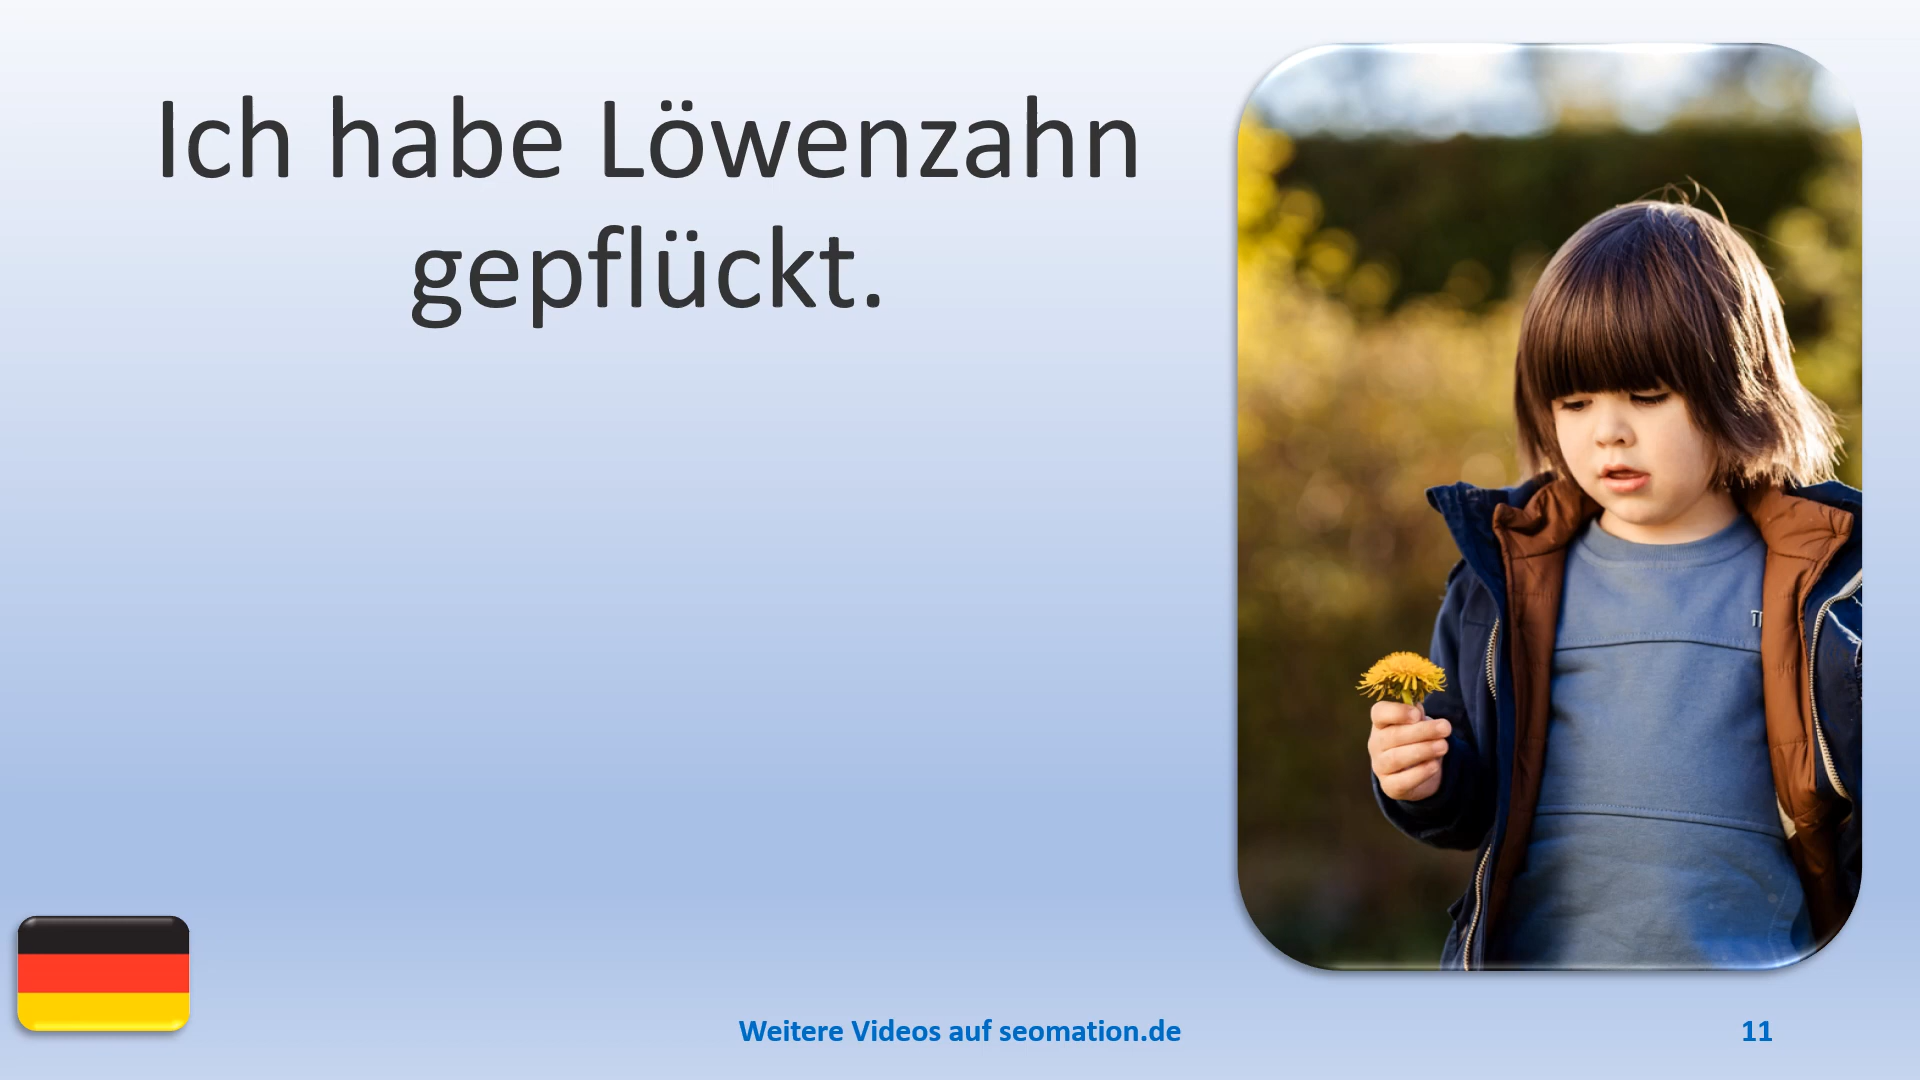 Ich habe Löwenzahn
gepflückt.
Weitere Videos auf seomation.de
11